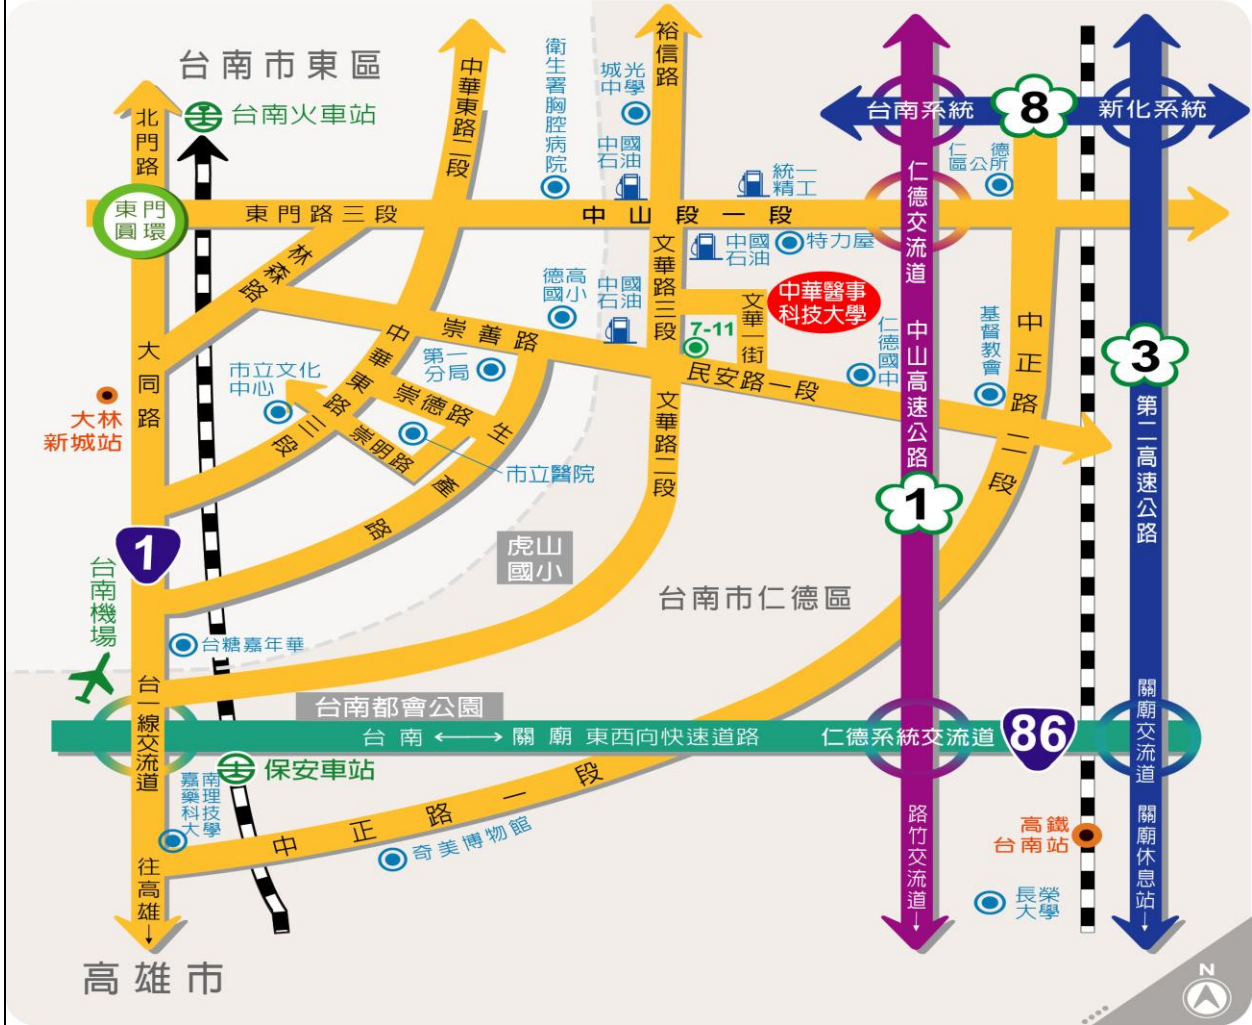 台南市東區
北門路
台南火車站
中華東路二段
衛生署胸腔病院
城光
中學
裕信路
中國
石油
統一
精工
台南系統
8
新化系統
仁德
區公所
仁德交流道
東門
圓環
東門路三段
中山段一段
林森路
文華路三段
中國
石油
特力屋
德高
國小
中國
石油
中華醫事
科技大學
文華一街
7-11
崇善路
中華東路三段
第一
分局
民安路一段
仁德
國中
基督教會
中正路二段
中山高速公路
3
第二高速公路
大同路
大林
新城站
市立文化
中心
崇德路
崇明路
市立醫院
生產路
文華路二段
1
1
虎山
國小
台南市仁德區
台南機場
台糖嘉年華
台一線交流道
台南都會公園
台南←→關廟 東西向快速道路
仁德系統交流道
86
關廟交流道
保安車站
嘉南
藥理
科技
大學
中正路一段
奇美博物館
路竹交流道↓
高鐵
台南站
關廟休息站↓
長榮
大學
往高雄↓
高雄市
N